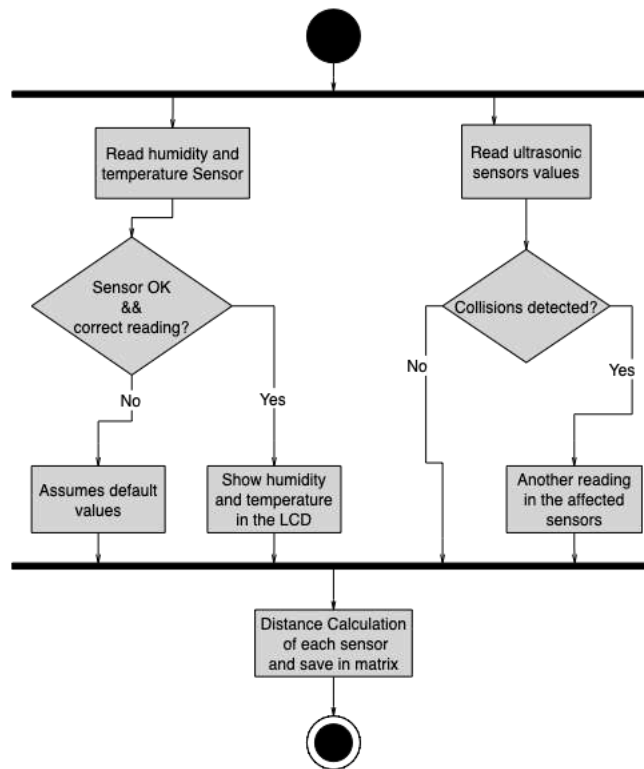 Read humidity and
temperature Sensor
Read ultrasonic
sensors values
Sensor OK
&&
correct reading?
Collisions detected?
No
Yes
No
Yes
Assumes default
values
Show humidity
and temperature
in the LCD
Another reading
in the affected
sensors
Distance Calculation
of each sensor
and save in matrix